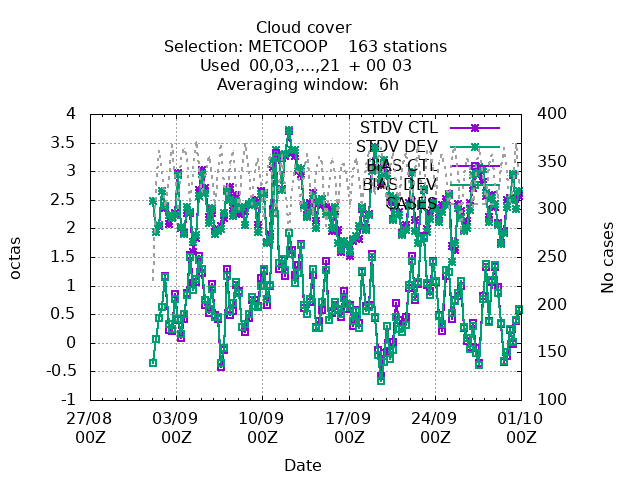 Cloud cover
Selection: METCOOP 163 stations
Used 00,03,...,21 + 00 03
Averaging window: 6h
4
3.5
3
2.5
2
1.5
1
0.5
0
-0.5
-1
octas
400
350
300
250
200
150
100
No cases
STDV CTL
STDV DEV
BIAS CTL
BIAS DEV
CASES
27/08 03/09 10/09 17/09 24/09 01/10
00Z 00Z 00Z 00Z 00Z 00Z
Date